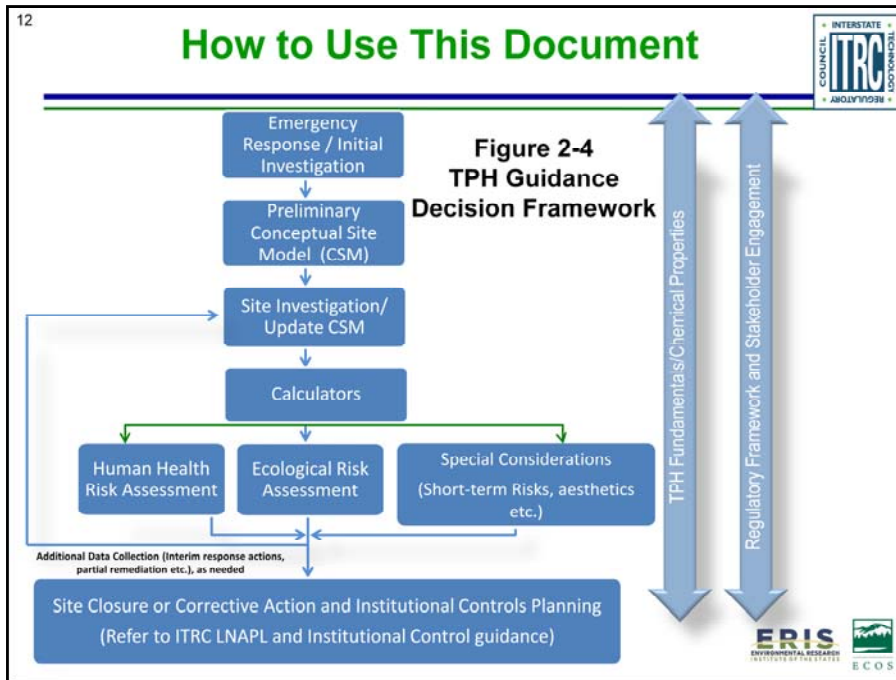 12
How to Use This Document
INTERSTATE
COUNCIL
ITRC
TECHNOLOGY
REGULATORY
Emergency
Response / Initial
Investigation
Figure 2-4
TPH Guidance
Decision Framework
Preliminary
Conceptual Site
Model (CSM)
Site Investigation/
Update CSM
Calculators
Human Health
Risk Assessment
Ecological Risk
Assessment
Special Considerations
(Short-term Risks, aesthetics
etc.)
Additional Data Collection (Interim response actions,
partial remediation etc.), as needed
Site Closure or Corrective Action and Institutional Controls Planning
(Refer to ITRC LNAPL and Institutional Control guidance)
TPH Fundamentals/Chemical Properties
Regulatory Framework and Stakeholder Engagement
ERIS
ENVIRONMENTAL RESEARCH
INSTITUTE OF THE STATES
ECOS